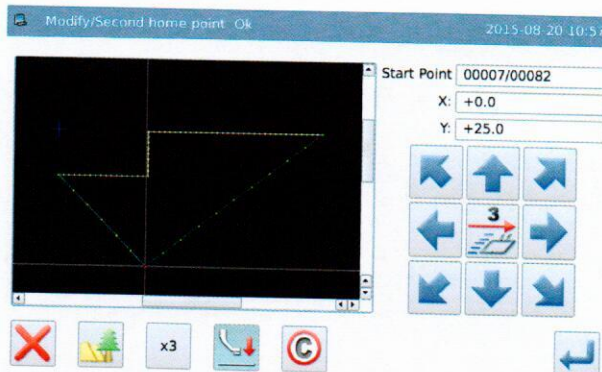 Modify/Second home point Ok
2015-08-20 10:57
Start Point 00007/00082
X: +0.0
Y: +25.0
3
x3
C